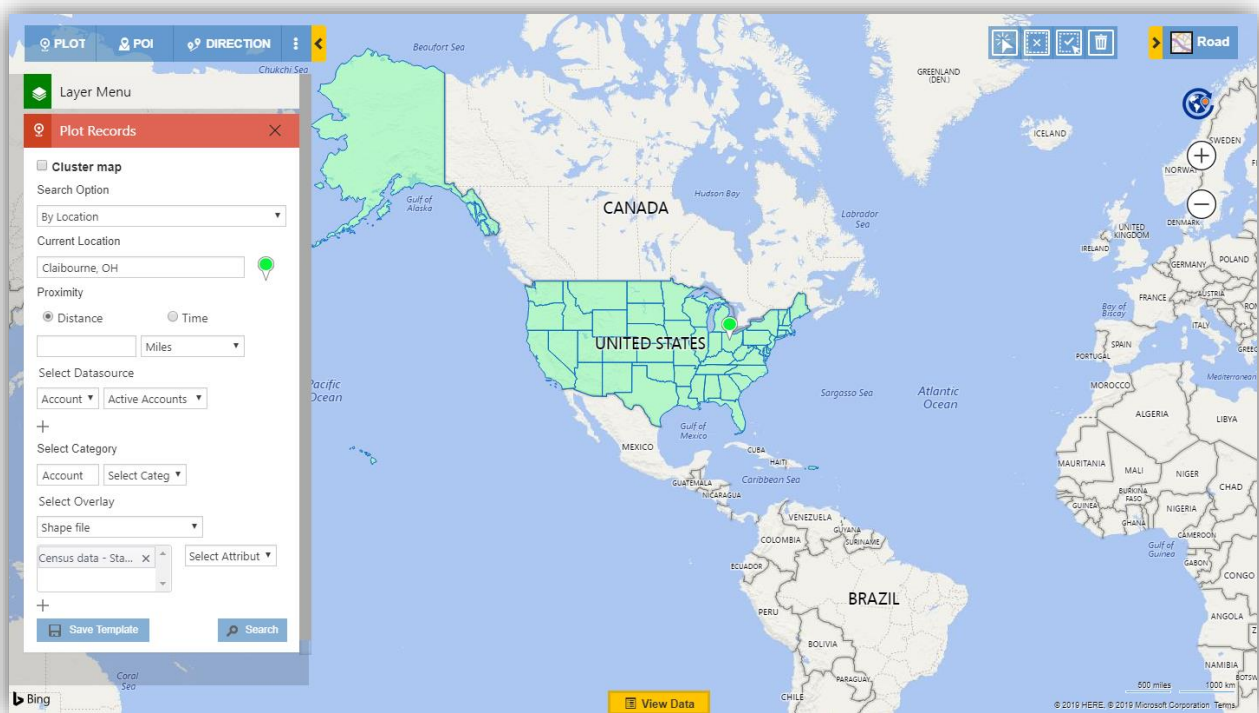 PLOT
POI
DIRECTION
Road
Layer Menu
Plot Records
Cluster map
Search Option
By Location
Current Location
Claibourne, OH
Proximity
Distance Time
Miles
Select Datasource
Account Active Accounts
Select Category
Account Select Categ
Select Overlay
Shape file
Census data - Sta...
Select Attribut
Save Template
Search
Beaufort Sea
Chukchi Sea
GREENLAND
(DEN.)
ICELAND
SWEDEN
NORWAY
Gulf of
Alaska
CANADA
Hudson Bay
Labrador
Sea
UNITED
KINGDOM
DENMARK
IRELAND
GERMANY
POLAND
FRANCE
AUSTRIA
Bay of
Biscay
ITALY
SPAIN
PORTUGAL
GREEC
UNITED STATES
Pacific
Ocean
Sargasso Sea
Atlantic
Ocean
Mediterranean
MOROCCO
ALGERIA
LIBYA
Gulf of
Mexico
MEXICO
CUBA
HAITI
GUATEMALA
Caribbean Sea
NICARAGUA
MAURITANIA
MALI
NIGER
CHAD
BURKINA
FASO
GUINEA
GHANA
NIGERIA
CAMEROON
Gulf of
Guinea
GABON
CONGO
VENEZUELA
GUYANA
COLOMBIA
SURINAME
ECUADOR
BRAZIL
PERU
BOLIVIA
PARAGUAY
CHILE
ANGOLA
NAMIBIA
BOTSW
Coral
Sea
Bing
View Data
500 miles 1000 km
© 2019 HERE, © 2019 Microsoft Corporation Terms